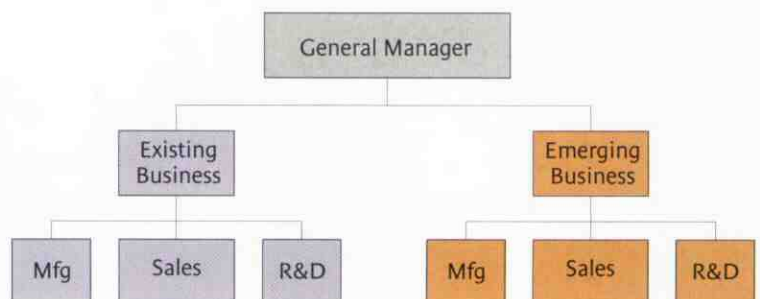 General Manager
Existing
Business
Emerging
Business
Mfg
Sales
R&D
Mfg
Sales
R&D